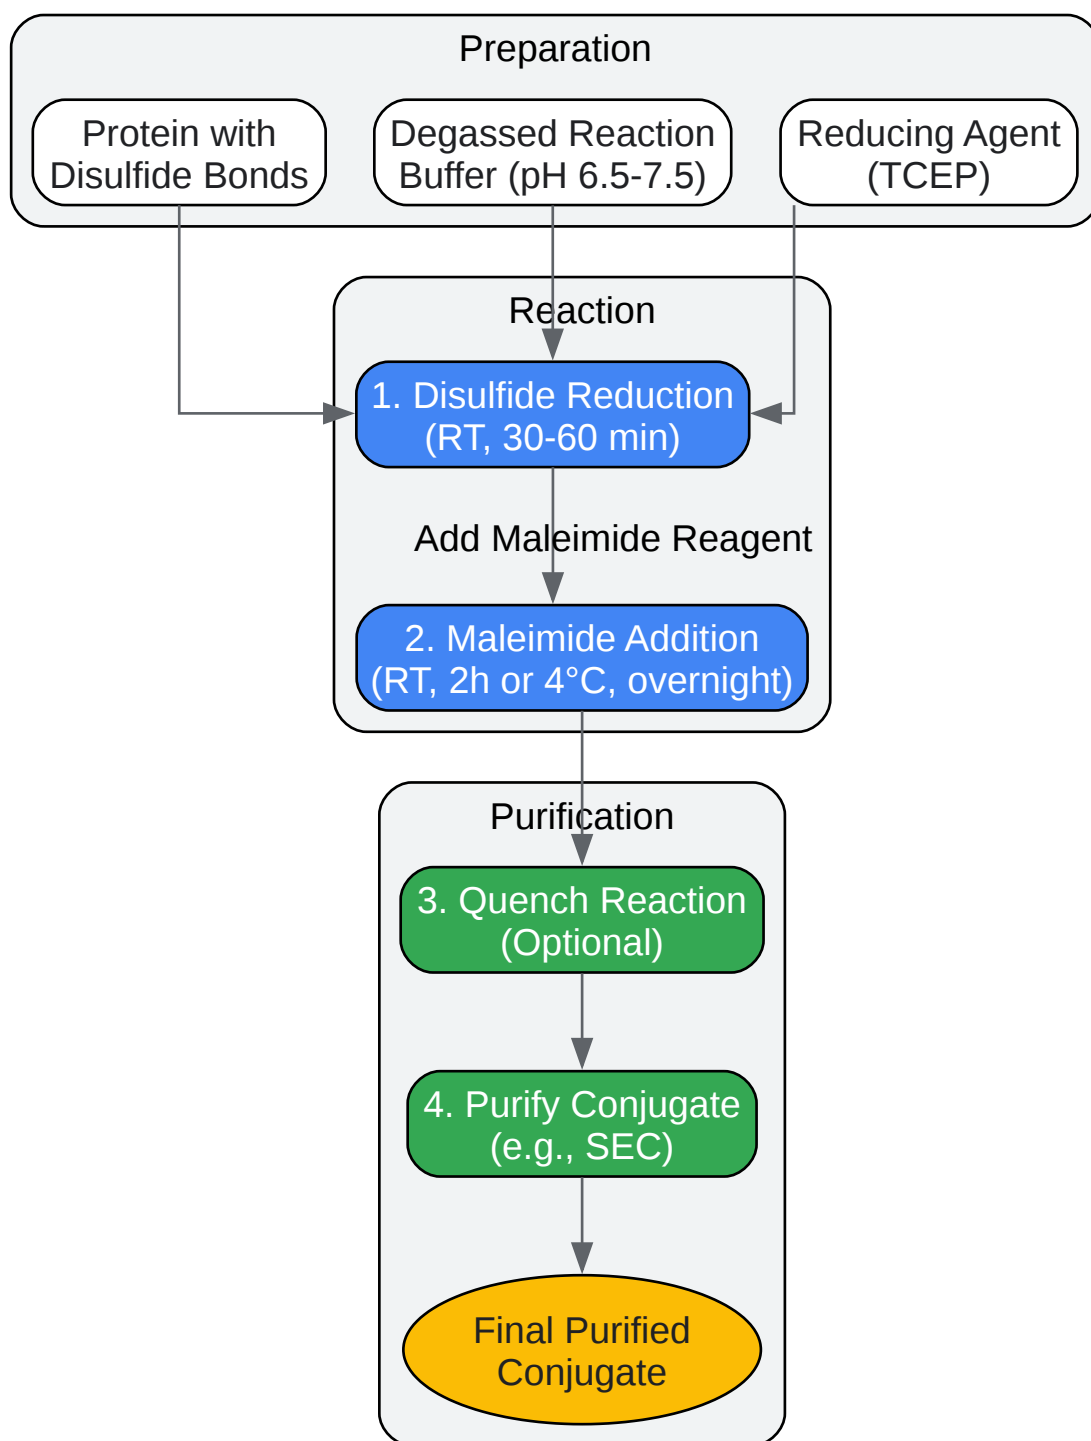 Preparation
Protein with
Disulfide Bonds
Degassed Reaction
Buffer (pH 6.5-7.5)
Reducing Agent
(TCEP)
Reaction
1. Disulfide Reduction
(RT, 30-60 min)
Add Maleimide Reagent
2. Maleimide Addition
(RT, 2h or 4°C, overnight)
Purification
3. Quench Reaction
(Optional)
4. Purify Conjugate
(e.g., SEC)
Final Purified
Conjugate